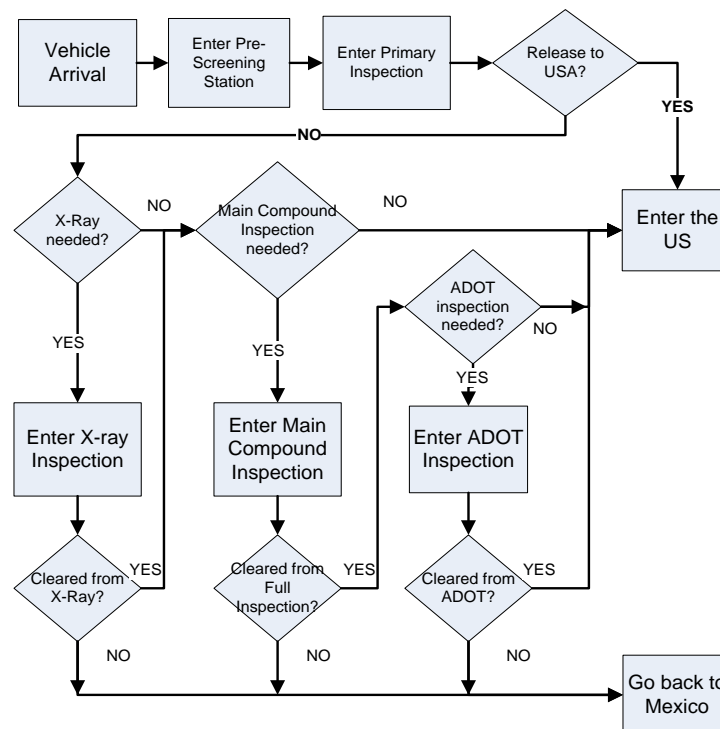 Vehicle
Arrival
Enter Pre-
Screening
Station
Enter Primary
Inspection
Release to
USA?
YES
NO
X-Ray
needed?
NO
Main Compound
Inspection
needed?
NO
Enter the
US
ADOT
inspection
needed?
NO
YES
YES
YES
Enter X-ray
Inspection
Enter Main
Compound
Inspection
Enter ADOT
Inspection
Cleared from
X-Ray?
YES
Cleared from
Full
Inspection?
YES
Cleared from
ADOT?
YES
NO
NO
NO
Go back to
Mexico